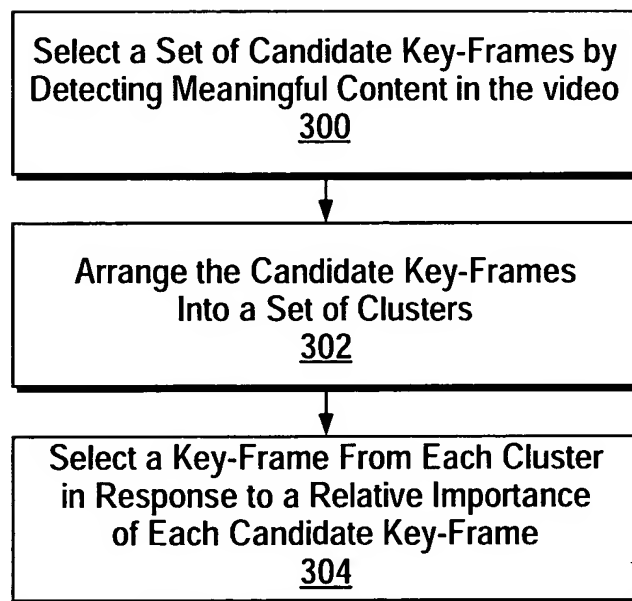 Select a Set of Candidate Key-Frames by
Detecting Meaningful Content in the video
300
Arrange the Candidate Key-Frames
Into a Set of Clusters
302
Select a Key-Frame From Each Cluster
in Response to a Relative Importance
of Each Candidate Key-Frame
304